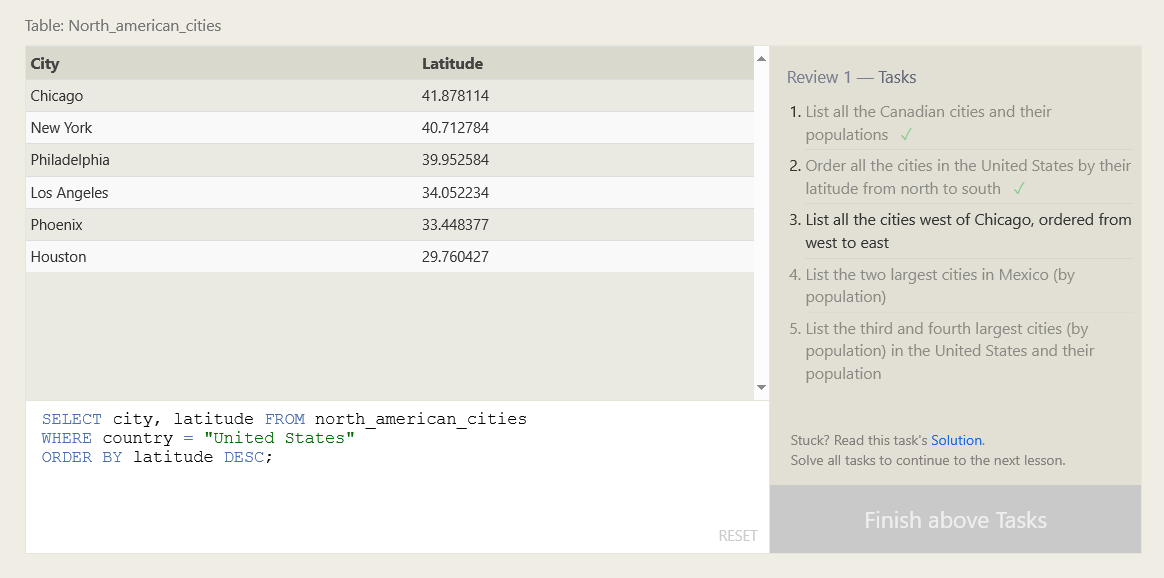 Table: North_american_cities
City Latitude
Chicago 41.878114
New York 40.712784
Philadelphia 39.952584
Los Angeles 34.052234
Phoenix 33.448377
Houston 29.760427
SELECT city, latitude FROM north_american_cities
WHERE country = "United States"
ORDER BY latitude DESC;
RESET
Review 1 — Tasks
1. List all the Canadian cities and their
populations ✓
2. Order all the cities in the United States by their
latitude from north to south ✓
3. List all the cities west of Chicago, ordered from
west to east
4. List the two largest cities in Mexico (by
population)
5. List the third and fourth largest cities (by
population) in the United States and their
population
Stuck? Read this task's Solution.
Solve all tasks to continue to the next lesson.
Finish above Tasks